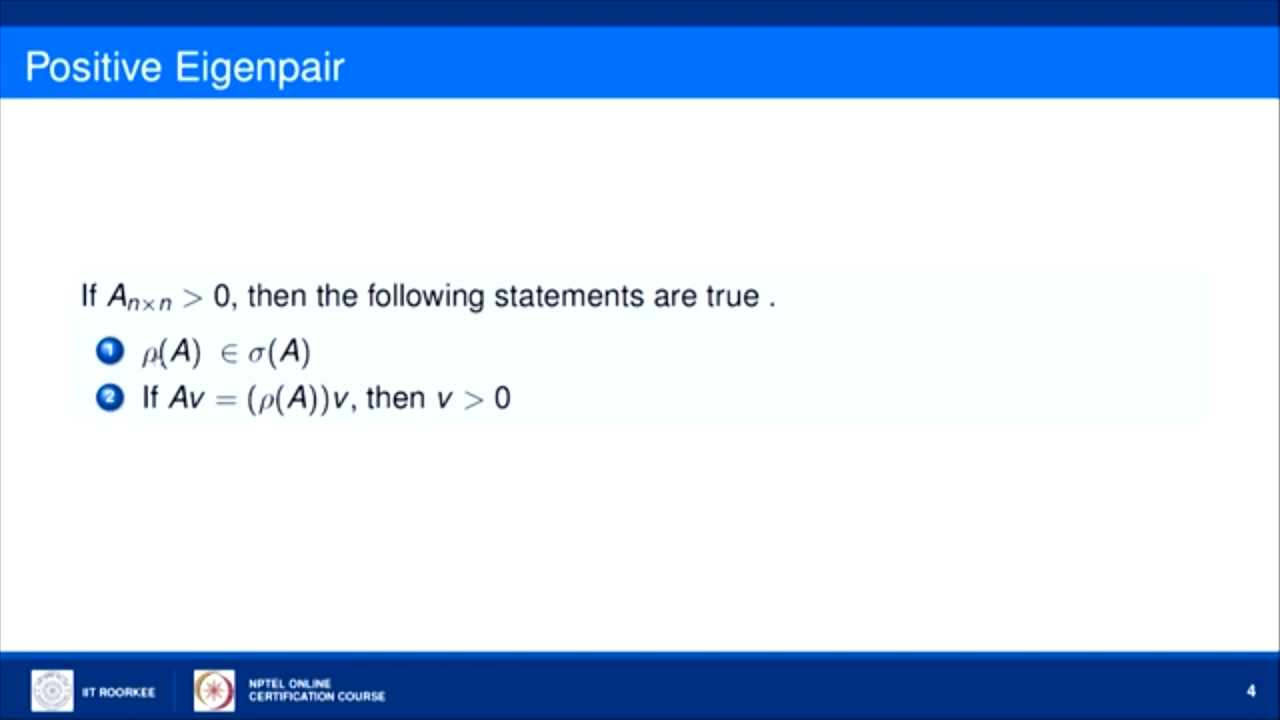 Positive Eigenpair
If Aₙₓₙ > 0, then the following statements are true .
1 ρ(A) ∈ σ(A)
2 If Av = (ρ(A))v, then v > 0
IIT ROORKEE
NPTEL ONLINE
CERTIFICATION COURSE
4